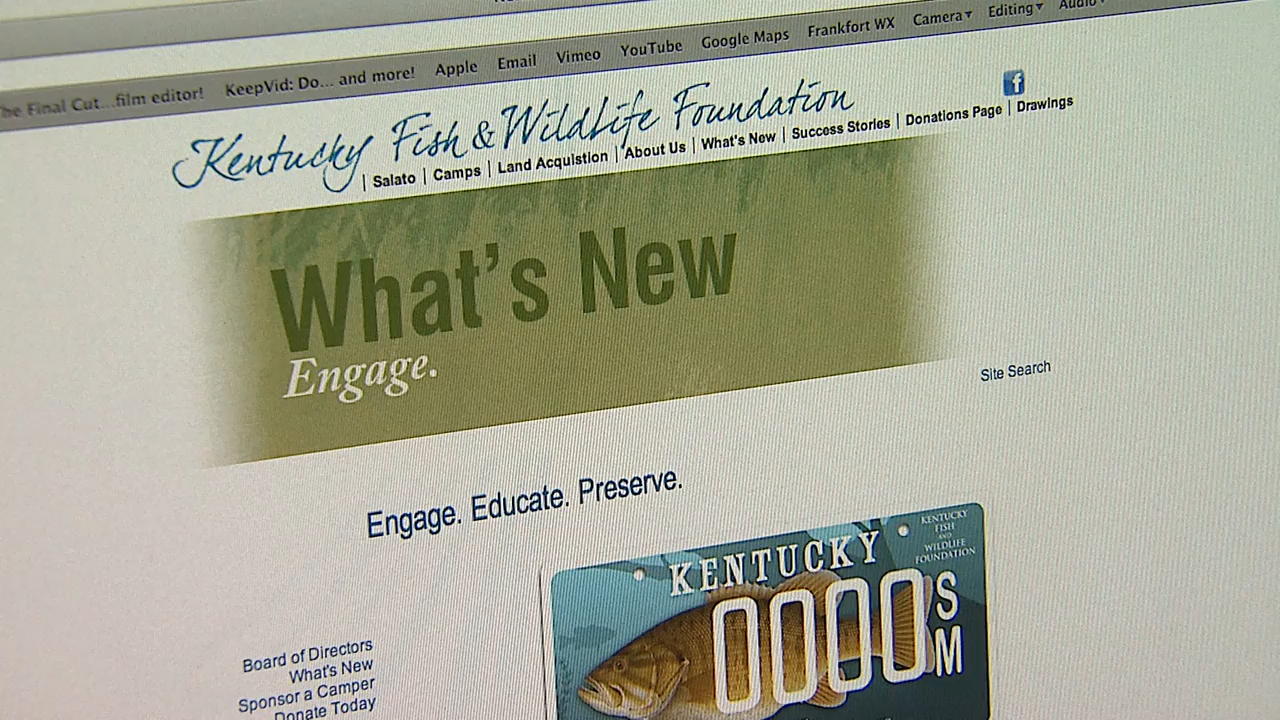 The Final Cut...film editor! KeepVid: Do... and more! Apple Email Vimeo YouTube Google Maps Frankfort WX Camera▾ Editing▾ Audio
Kentucky Fish & Wildlife Foundation
f
| Salato | Camps | Land Acquistion | About Us | What's New | Success Stories | Donations Page | Drawings
What's New
Engage.
Site Search
Engage. Educate. Preserve.
KENTUCKY
KENTUCKY
FISH
AND
WILDLIFE
FOUNDATION
0000 S M
Board of Directors
What's New
Sponsor a Camper
Donate Today